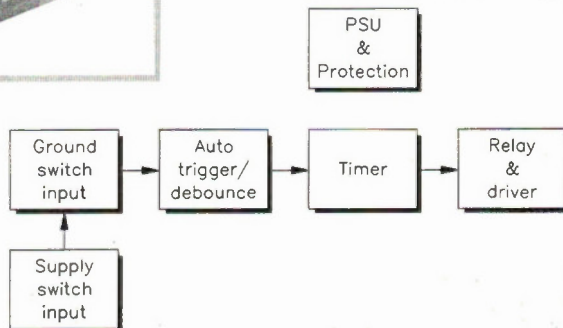 PSU
&
Protection
Ground
switch
input
Auto
trigger/
debounce
Timer
Relay
&
driver
Supply
switch
input